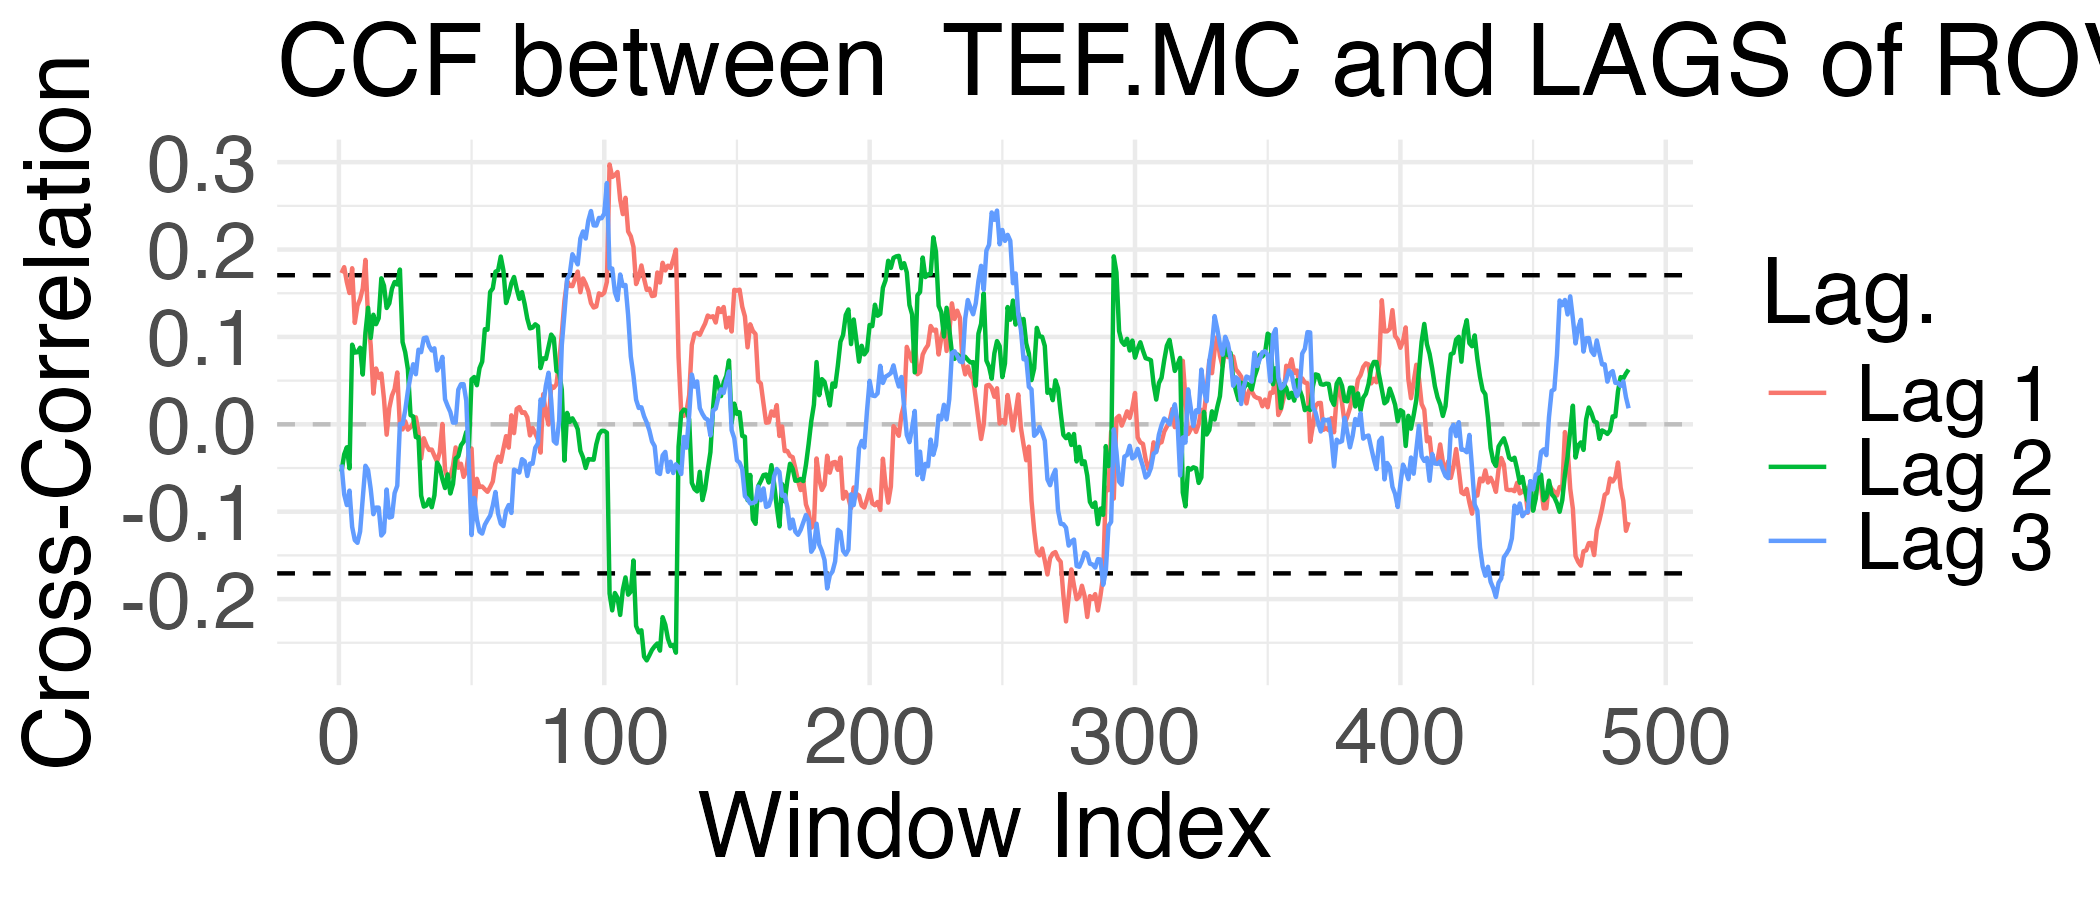 CCF between TEF.MC and LAGS of ROV
Cross-Correlation
0.3
0.2
0.1
0.0
-0.1
-0.2
0 100 200 300 400 500
Window Index
Lag.
Lag 1
Lag 2
Lag 3